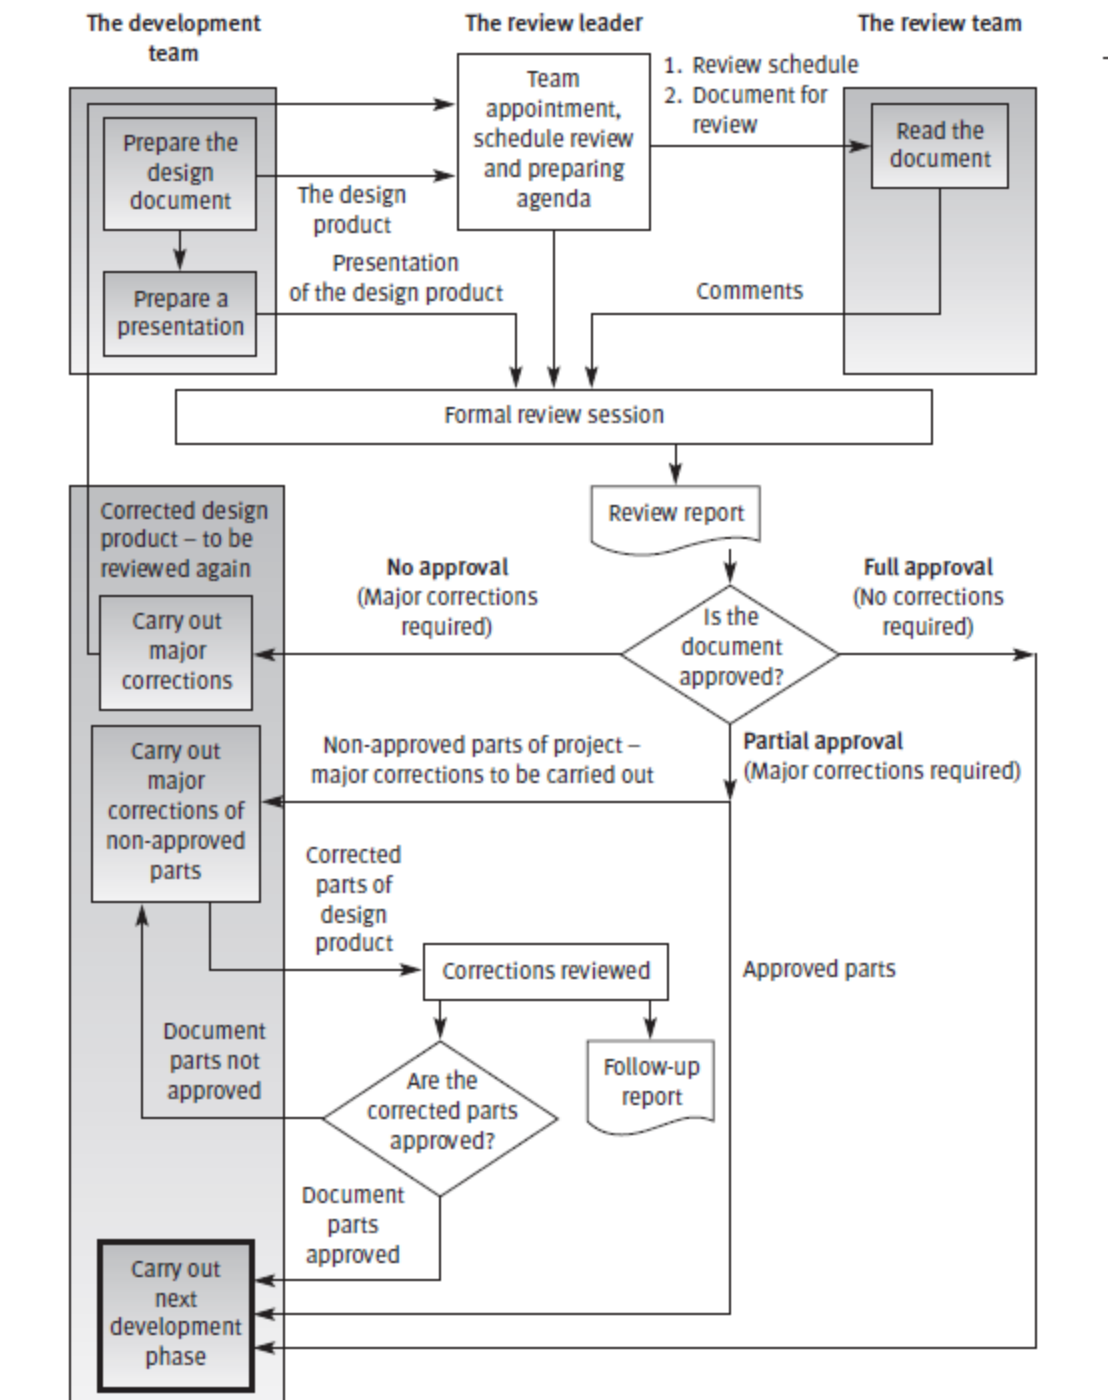 The development
team
The review leader
The review team
Team
appointment,
schedule review
and preparing
agenda
1. Review schedule
2. Document for
review
Prepare the
design
document
Read the
document
The design
product
Presentation
of the design product
Prepare a
presentation
Comments
Formal review session
Review report
Corrected design
product – to be
reviewed again
No approval
(Major corrections
required)
Full approval
(No corrections
required)
Is the
document
approved?
Carry out
major
corrections
Partial approval
(Major corrections required)
Non-approved parts of project –
major corrections to be carried out
Carry out
major
corrections of
non-approved
parts
Corrected
parts of
design
product
Corrections reviewed
Approved parts
Document
parts not
approved
Are the
corrected parts
approved?
Follow-up
report
Document
parts
approved
Carry out
next
development
phase